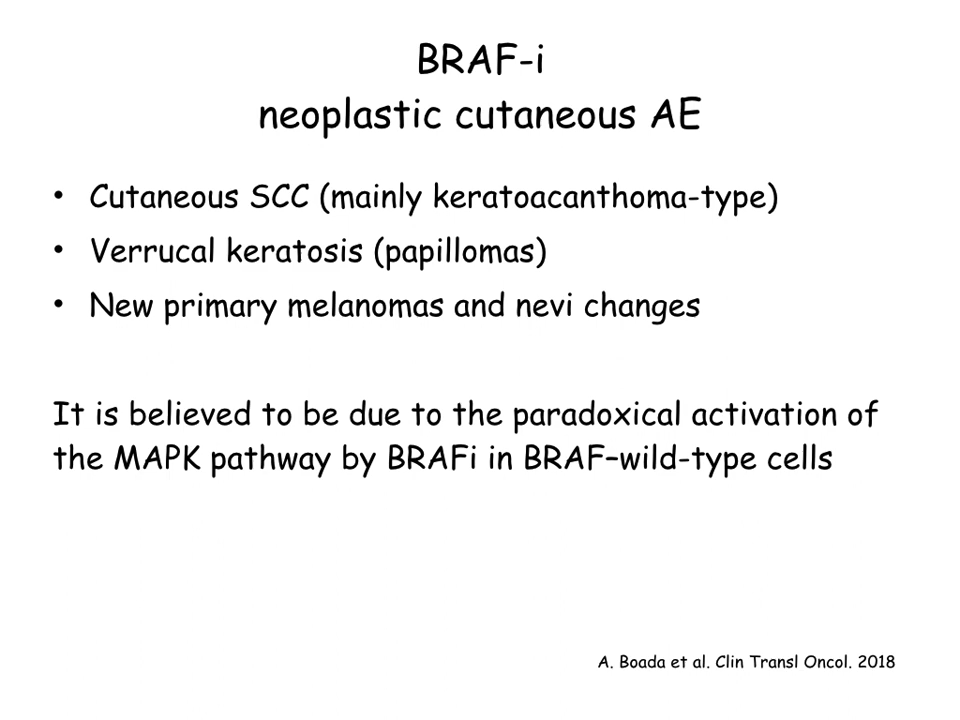 BRAF-i
neoplastic cutaneous AE
• Cutaneous SCC (mainly keratoacanthoma-type)
• Verrucal keratosis (papillomas)
• New primary melanomas and nevi changes
It is believed to be due to the paradoxical activation of
the MAPK pathway by BRAFi in BRAF–wild-type cells
A. Boada et al. Clin Transl Oncol. 2018